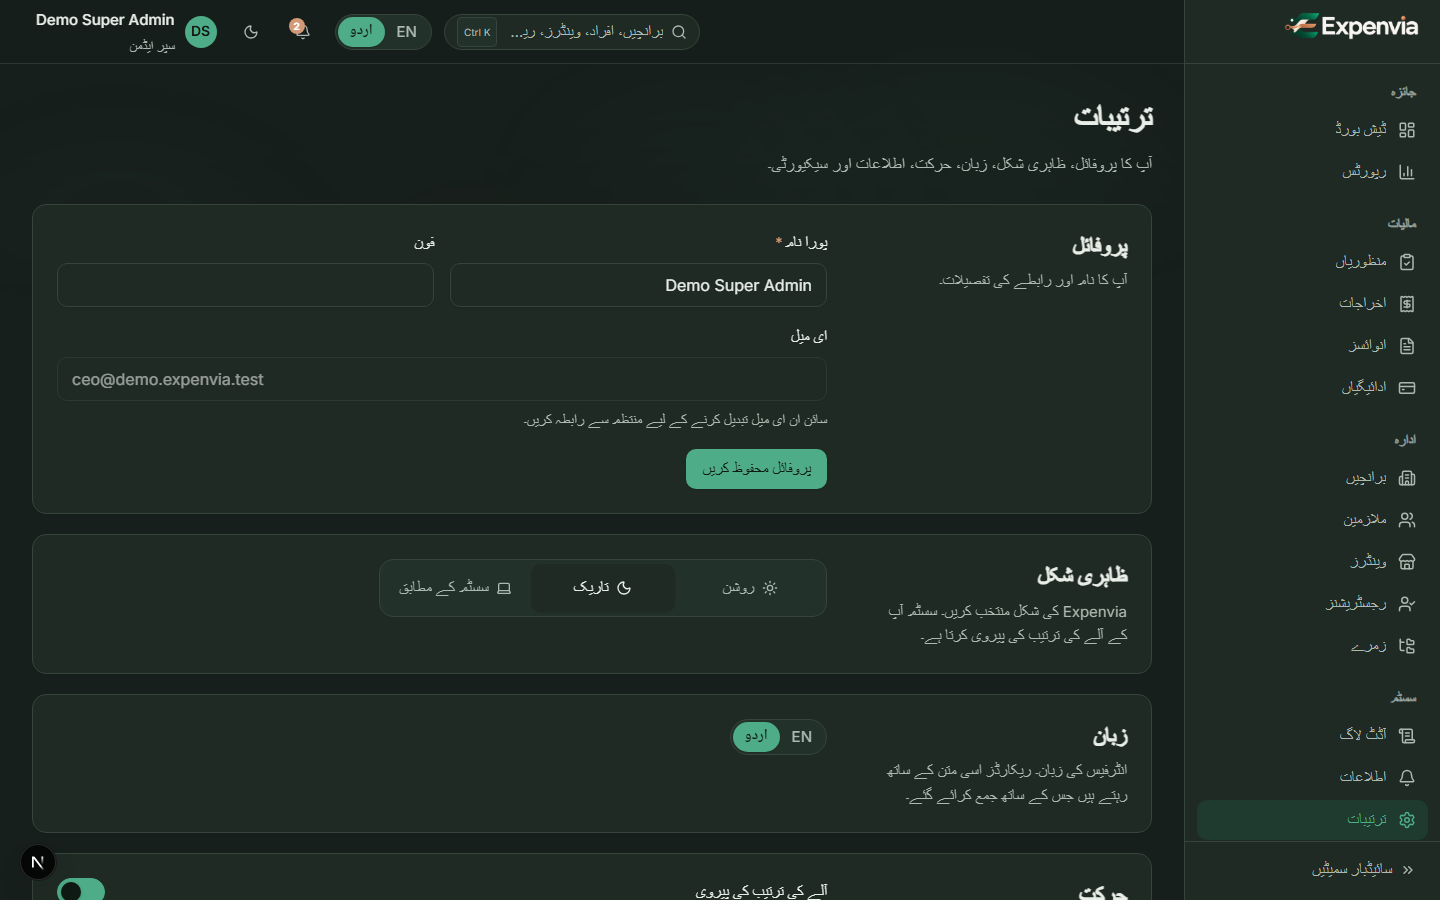 Expenvia
برانچیں، افراد، وینڈرز، رید...
Ctrl K
EN
اردو
2
DS
Demo Super Admin
سپر ایڈمن
جائزہ
ڈیش بورڈ
رپورٹس
مالیات
منظوریاں
اخراجات
انوائسز
ادائیگیاں
ادارہ
برانچیں
ملازمین
وینڈرز
رجسٹریشنز
زمرے
سسٹم
آڈٹ لاگ
اطلاعات
ترتیبات
سائیڈبار سمیٹیں
ترتیبات
آپ کا پروفائل، ظاہری شکل، زبان، حرکت، اطلاعات اور سیکیورٹی۔
پروفائل
آپ کا نام اور رابطے کی تفصیلات۔
پورا نام *
Demo Super Admin
فون
ای میل
ceo@demo.expenvia.test
سائن ان ای میل تبدیل کرنے کے لیے منتظم سے رابطہ کریں۔
پروفائل محفوظ کریں
ظاہری شکل
Expenvia کی شکل منتخب کریں۔ سسٹم آپ
کے آلے کی ترتیب کی پیروی کرتا ہے۔
روشن
تاریک
سسٹم کے مطابق
زبان
انٹرفیس کی زبان۔ ریکارڈز اسی متن کے ساتھ
رہتے ہیں جس کے ساتھ جمع کرائے گئے۔
EN
اردو
حرکت
آلے کی ترتیب کی پیروی
N